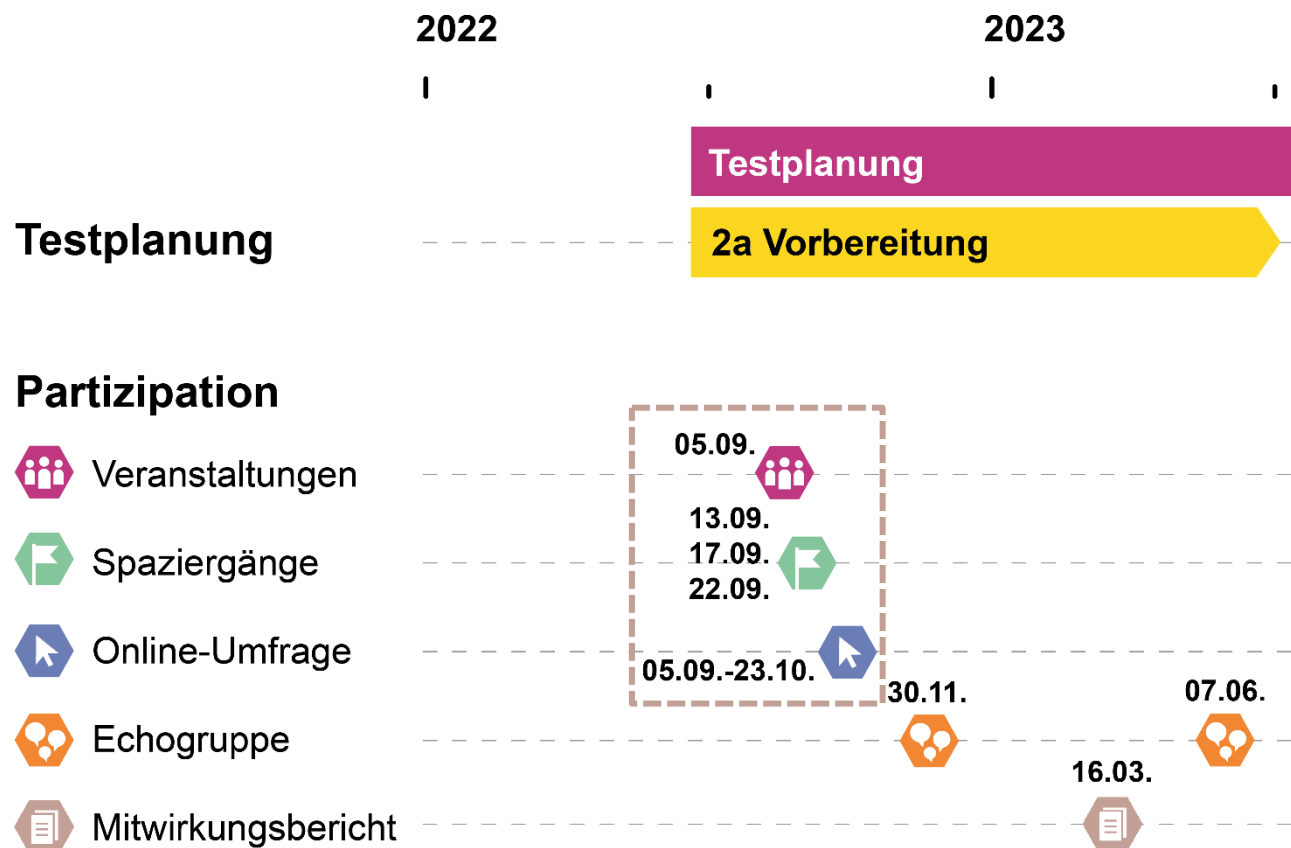 2022
2023
Testplanung
Testplanung
2a Vorbereitung
Partizipation
Veranstaltungen
05.09.
Spaziergänge
13.09.
17.09.
22.09.
Online-Umfrage
05.09.-23.10.
Echogruppe
30.11.
07.06.
Mitwirkungsbericht
16.03.